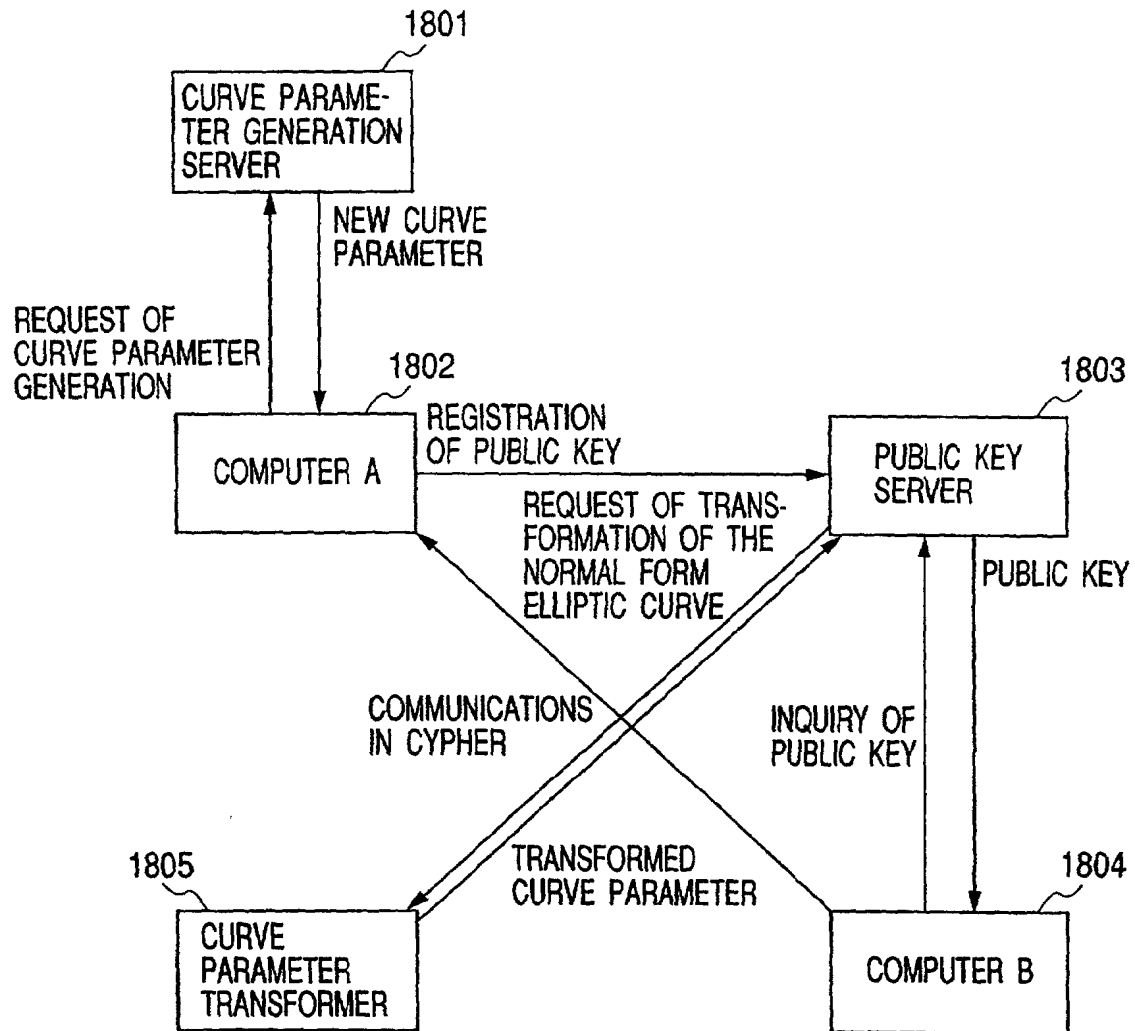 1801
CURVE PARAME-
TER GENERATION
SERVER
NEW CURVE
PARAMETER
REQUEST OF
CURVE PARAMETER
GENERATION
1802
COMPUTER A
REGISTRATION
OF PUBLIC KEY
1803
PUBLIC KEY
SERVER
REQUEST OF TRANS-
FORMATION OF THE
NORMAL FORM
ELLIPTIC CURVE
PUBLIC KEY
COMMUNICATIONS
IN CYPHER
INQUIRY OF
PUBLIC KEY
TRANSFORMED
CURVE PARAMETER
1805
CURVE
PARAMETER
TRANSFORMER
1804
COMPUTER B